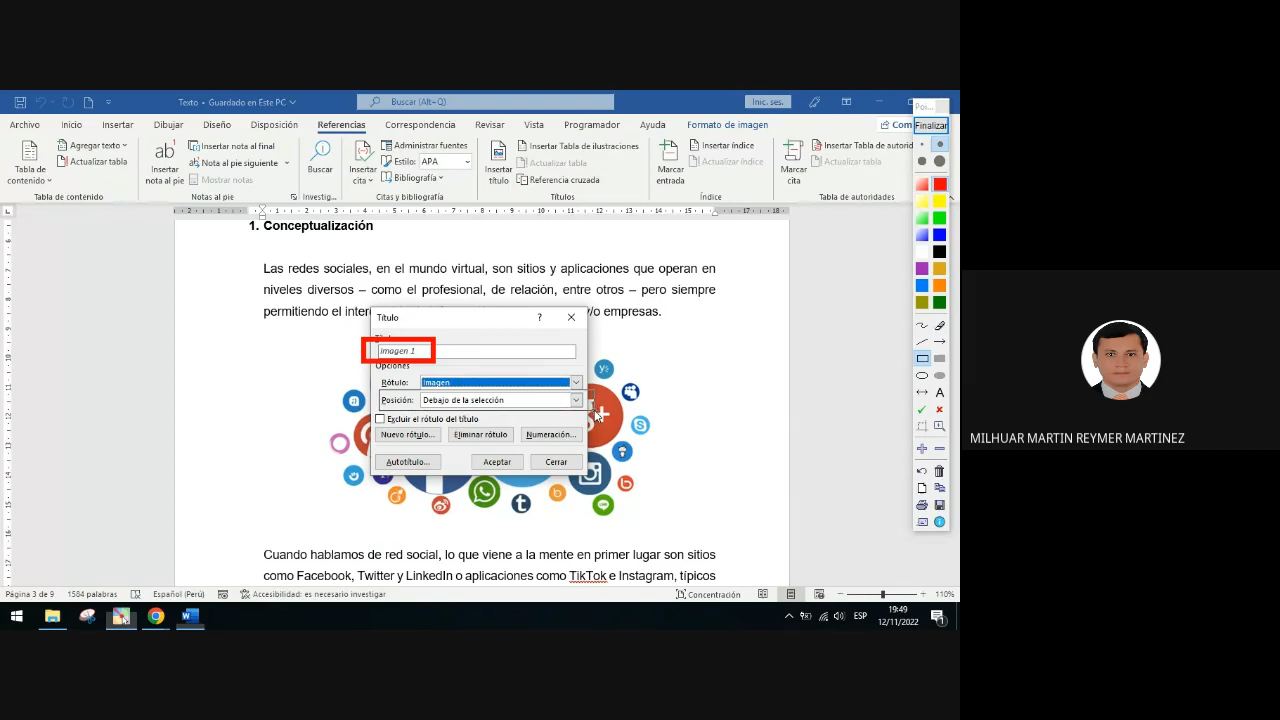 Texto • Guardado en Este PC
Buscar (Alt+Q)
Inic. ses.
Finalizar
Archivo Inicio Insertar Dibujar Disposición Referencias Correspondencia Revisar Vista Programador Ayuda Formato de imagen
Tabla de contenido
Agregar texto
Actualizar tabla
Tabla de contenido
Insertar nota al pie
Insertar nota al final
Nota al pie siguiente
Mostrar notas
Notas al pie
Buscar
Investig...
Insertar cita
Administrar fuentes
Estilo: APA
Bibliografía
Citas y bibliografía
Insertar título
Insertar Tabla de ilustraciones
Actualizar tabla
Referencia cruzada
Títulos
Marcar entrada
Insertar índice
Actualizar índice
Índice
Marcar cita
Insertar Tabla de autorid
Actualizar tabla
Tabla de autoridades
1. Conceptualización
Las redes sociales, en el mundo virtual, son sitios y aplicaciones que operan en
niveles diversos – como el profesional, de relación, entre otros – pero siempre
permitiendo el y/o empresas.
Título
?
Imagen 1
Opciones
Rótulo: Imagen
Posición: Debajo de la selección
Excluir el rótulo del título
Nuevo rótulo... Eliminar rótulo Numeración...
Autotítulo... Aceptar Cerrar
Cuando hablamos de red social, lo que viene a la mente en primer lugar son sitios
como Facebook, Twitter y LinkedIn o aplicaciones como TikTok e Instagram, típicos
Página 3 de 9 1584 palabras Español (Perú) Accesibilidad: es necesario investigar Concentración 110%
ESP
19:49
12/11/2022
MILHUAR MARTIN REYMER MARTINEZ